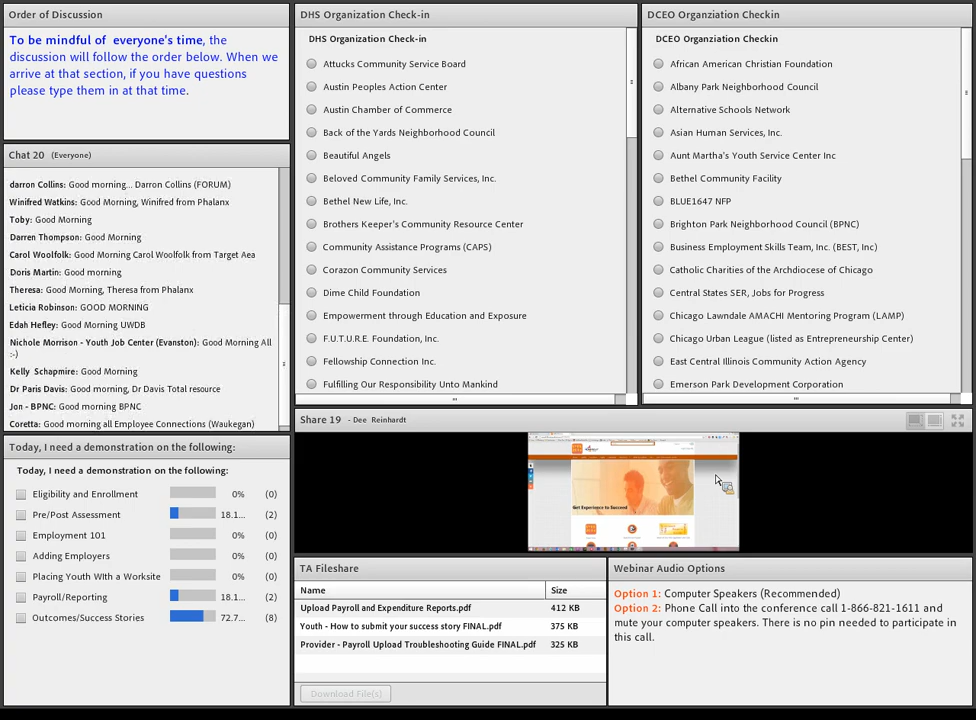 Order of Discussion
To be mindful of everyone's time, the
discussion will follow the order below. When we
arrive at that section, if you have questions
please type them in at that time.
Chat 20 (Everyone)
darron Collins: Good morning... Darron Collins (FORUM)
Winifred Watkins: Good Morning, Winifred from Phalanx
Toby: Good Morning
Darren Thompson: Good Morning
Carol Woolfolk: Good Morning Carol Woolfolk from Target Aea
Doris Martin: Good morning
Theresa: Good Morning, Theresa from Phalanx
Leticia Robinson: GOOD MORNING
Edah Hefley: Good Morning UWDB
Nichole Morrison - Youth Job Center (Evanston): Good Morning All
:-)
Kelly Schapmire: Good Morning
Dr Paris Davis: Good morning, Dr Davis Total resource
Jon - BPNC: Good morning BPNC
Coretta: Good morning all Employee Connections (Waukegan)
Today, I need a demonstration on the following:
Today, I need a demonstration on the following:
Eligibility and Enrollment 0% (0)
Pre/Post Assessment 18.1... (2)
Employment 101 0% (0)
Adding Employers 0% (0)
Placing Youth WIth a Worksite 0% (0)
Payroll/Reporting 18.1... (2)
Outcomes/Success Stories 72.7... (8)
DHS Organization Check-in
DHS Orgnization Check-in
Attucks Community Service Board
Austin Peoples Action Center
Austin Chamber of Commerce
Back of the Yards Neighborhood Council
Beautiful Angels
Beloved Community Family Services, Inc.
Bethel New Life, Inc.
Brothers Keeper's Community Resource Center
Community Assistance Programs (CAPS)
Corazon Community Services
Dime Child Foundation
Empowerment through Education and Exposure
F.U.T.U.R.E. Foundation, Inc.
Fellowship Connection Inc.
Fulfilling Our Responsibility Unto Mankind
DCEO Organziation Checkin
DCEO Organziation Checkin
African American Christian Foundation
Albany Park Neighborhood Council
Alternative Schools Network
Asian Human Services, Inc.
Aunt Martha's Youth Service Center Inc
Bethel Community Facility
BLUE1647 NFP
Brighton Park Neighborhood Council (BPNC)
Business Employment Skills Team, Inc. (BEST, Inc)
Catholic Charities of the Archdiocese of Chicago
Central States SER, Jobs for Progress
Chicago Lawndale AMACHI Mentoring Program (LAMP)
Chicago Urban League (listed as Entrepreneurship Center)
East Central Illinois Community Action Agency
Emerson Park Development Corporation
Share 19 - Dee Reinhardt
Get Experience to Succeed
TA Fileshare
Name Size
Upload Payroll and Expenditure Reports.pdf 412 KB
Youth - How to submit your success story FINAL.pdf 375 KB
Provider - Payroll Upload Troubleshooting Guide FINAL.pdf 325 KB
Download File(s)
Webinar Audio Options
Option 1: Computer Speakers (Recommended)
Option 2: Phone Call into the conference call 1-866-821-1611 and
mute your computer speakers. There is no pin needed to participate in
this call.